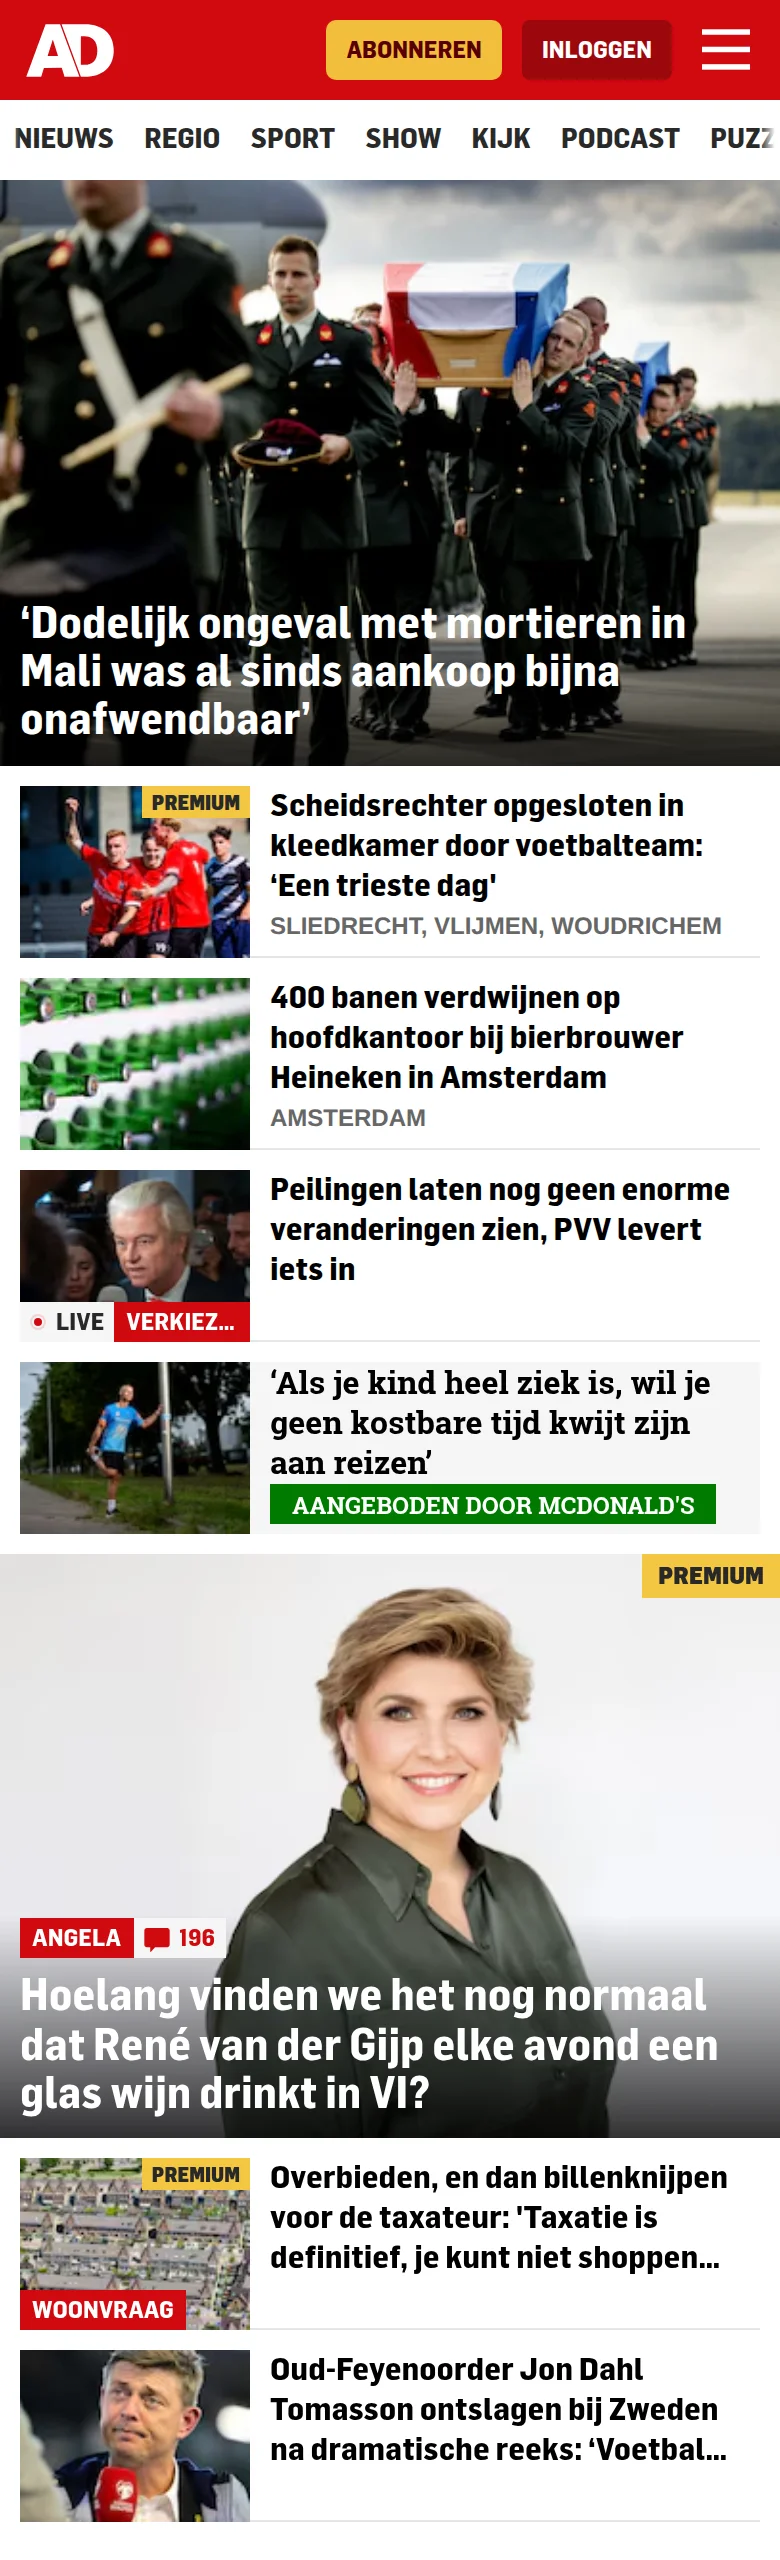 AD
ABONNEREN
INLOGGEN
NIEUWS REGIO SPORT SHOW KIJK PODCAST PUZZ
‘Dodelijk ongeval met mortieren in
Mali was al sinds aankoop bijna
onafwendbaar’
PREMIUM
Scheidsrechter opgesloten in
kleedkamer door voetbalteam:
‘Een trieste dag'
SLIEDRECHT, VLIJMEN, WOUDRICHEM
400 banen verdwijnen op
hoofdkantoor bij bierbrouwer
Heineken in Amsterdam
AMSTERDAM
Peilingen laten nog geen enorme
veranderingen zien, PVV levert
iets in
LIVE VERKIEZ...
‘Als je kind heel ziek is, wil je
geen kostbare tijd kwijt zijn
aan reizen’
AANGEBODEN DOOR MCDONALD'S
PREMIUM
ANGELA 196
Hoelang vinden we het nog normaal
dat René van der Gijp elke avond een
glas wijn drinkt in VI?
PREMIUM
WOONVRAAG
Overbieden, en dan billenknijpen
voor de taxateur: 'Taxatie is
definitief, je kunt niet shoppen...
Oud-Feyenoorder Jon Dahl
Tomasson ontslagen bij Zweden
na dramatische reeks: ‘Voetbal...